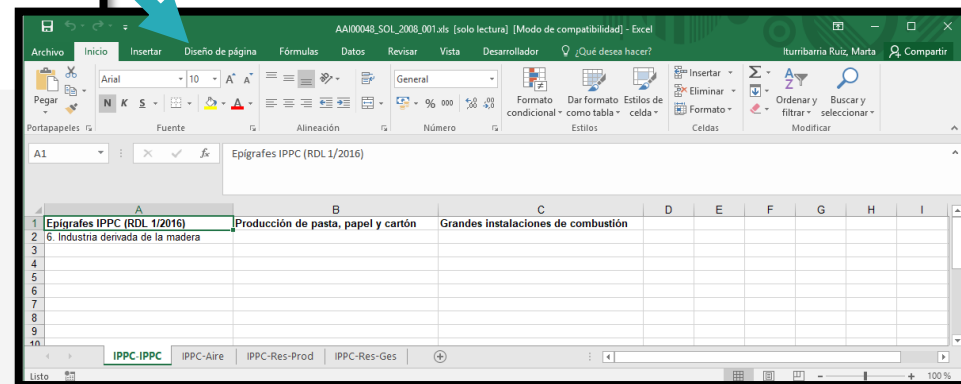 AAI00048_SOL_2008_001.xls [solo lectura] [Modo de compatibilidad] - Excel
Archivo Inicio Insertar Diseño de página Fórmulas Datos Revisar Vista Desarrollador ¿Qué desea hacer? Iturribarria Ruiz, Marta Compartir
Pegar
Arial 10 A A
N K S A
General
% 000
Formato condicional
Dar formato como tabla
Estilos de celda
Insertar
Eliminar
Formato
Ordenar y filtrar
Buscar y seleccionar
Portapapeles Fuente Alineación Número Estilos Celdas Modificar
A1 fx Epígrafes IPPC (RDL 1/2016)
A B C D E F G H I
1 Epígrafes IPPC (RDL 1/2016) Producción de pasta, papel y cartón Grandes instalaciones de combustión
2 6. Industria derivada de la madera
3
4
5
6
7
8
9
10
IPPC-IPPC IPPC-Aire IPPC-Res-Prod IPPC-Res-Ges
Listo 100 %